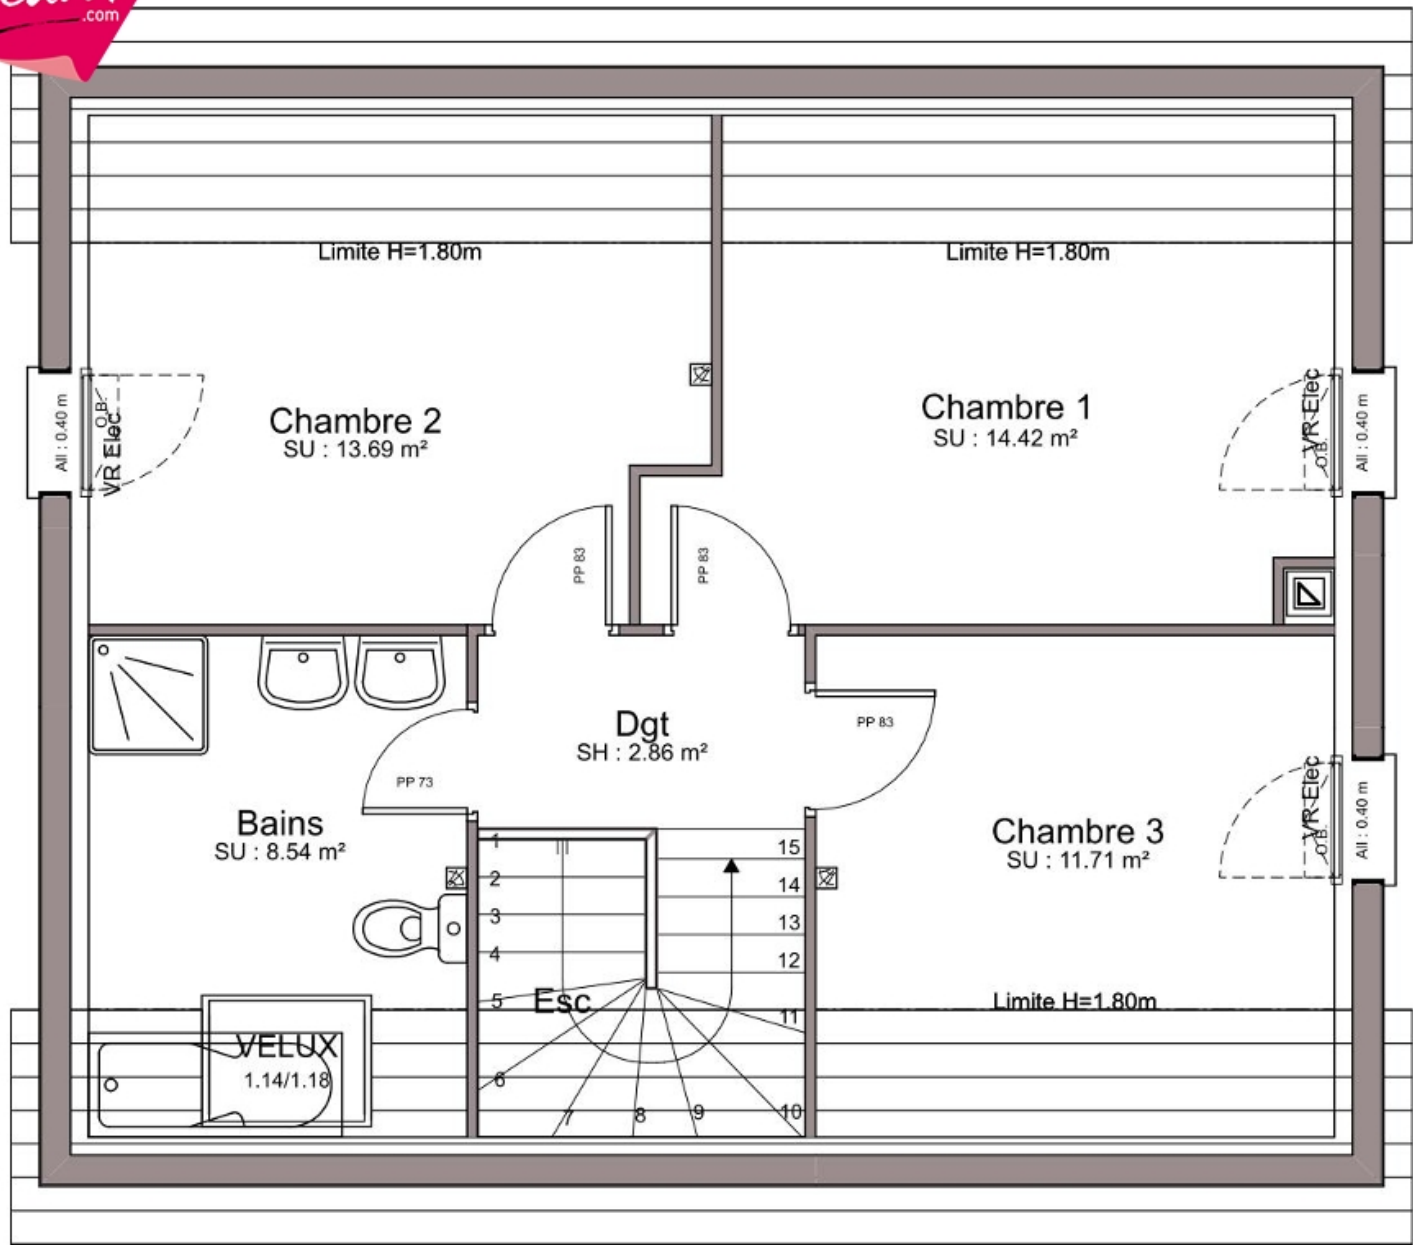 .com
Limite H=1.80m
Limite H=1.80m
All : 0.40 m
O.B.
VR Elec
Chambre 2
SU : 13.69 m²
Chambre 1
SU : 14.42 m²
VR Elec
O.B.
All : 0.40 m
PP 83
PP 83
Dgt
SH : 2.86 m²
PP 83
PP 73
Bains
SU : 8.54 m²
Chambre 3
SU : 11.71 m²
VR Elec
O.B.
All : 0.40 m
1
2
3
4
5
6
7
8
9
10
11
12
13
14
15
Esc
Limite H=1.80m
VELUX
1.14/1.18